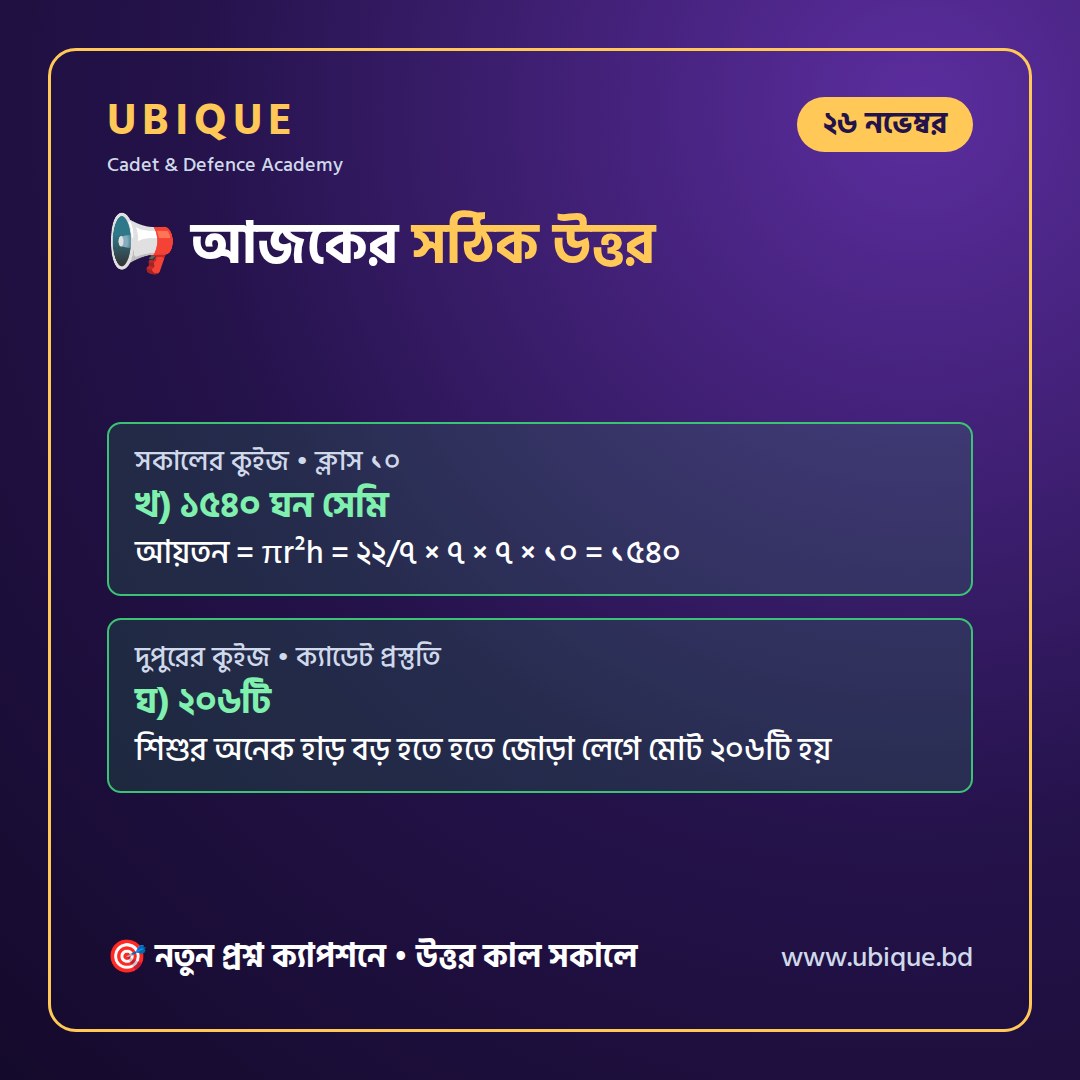 UBIQUE
২৬ নভেম্বর
Cadet & Defence Academy
আজকের সঠিক উত্তর
সকালের কুইজ • ক্লাস ১০
খ) ১৫৪০ ঘন সেমি
আয়তন = πr²h = ২২/৭ × ৭ × ৭ × ১০ = ১৫৪০
দুপুরের কুইজ • ক্যাডেট প্রস্তুতি
ঘ) ২০৬টি
শিশুর অনেক হাড় বড় হতে হতে জোড়া লেগে মোট ২০৬টি হয়
নতুন প্রশ্ন ক্যাপশনে • উত্তর কাল সকালে
www.ubique.bd